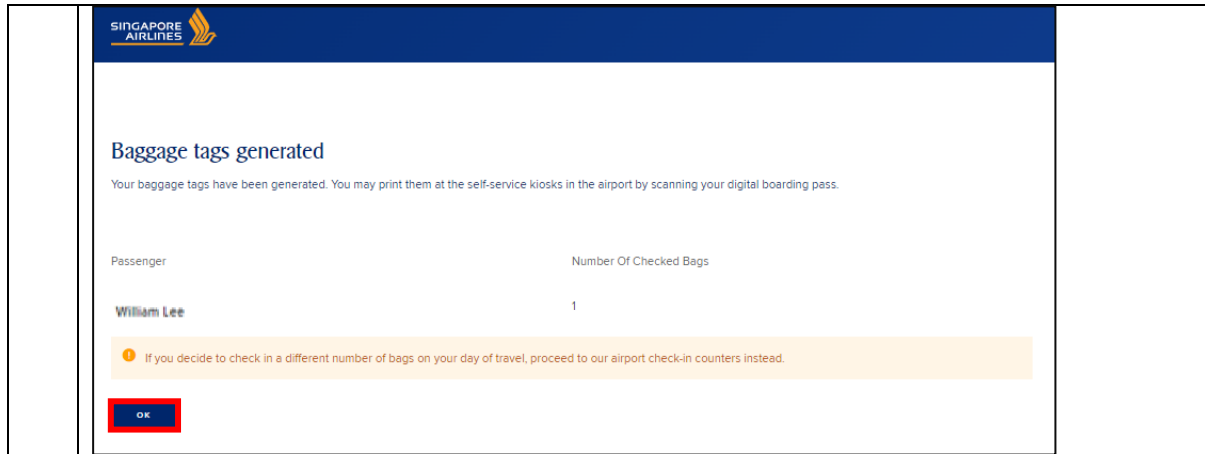 SINGAPORE
AIRLINES
Baggage tags generated
Your baggage tags have been generated. You may print them at the self-service kiosks in the airport by scanning your digital boarding pass.
Passenger
Number Of Checked Bags
William Lee
1
If you decide to check in a different number of bags on your day of travel, proceed to our airport check-in counters instead.
OK